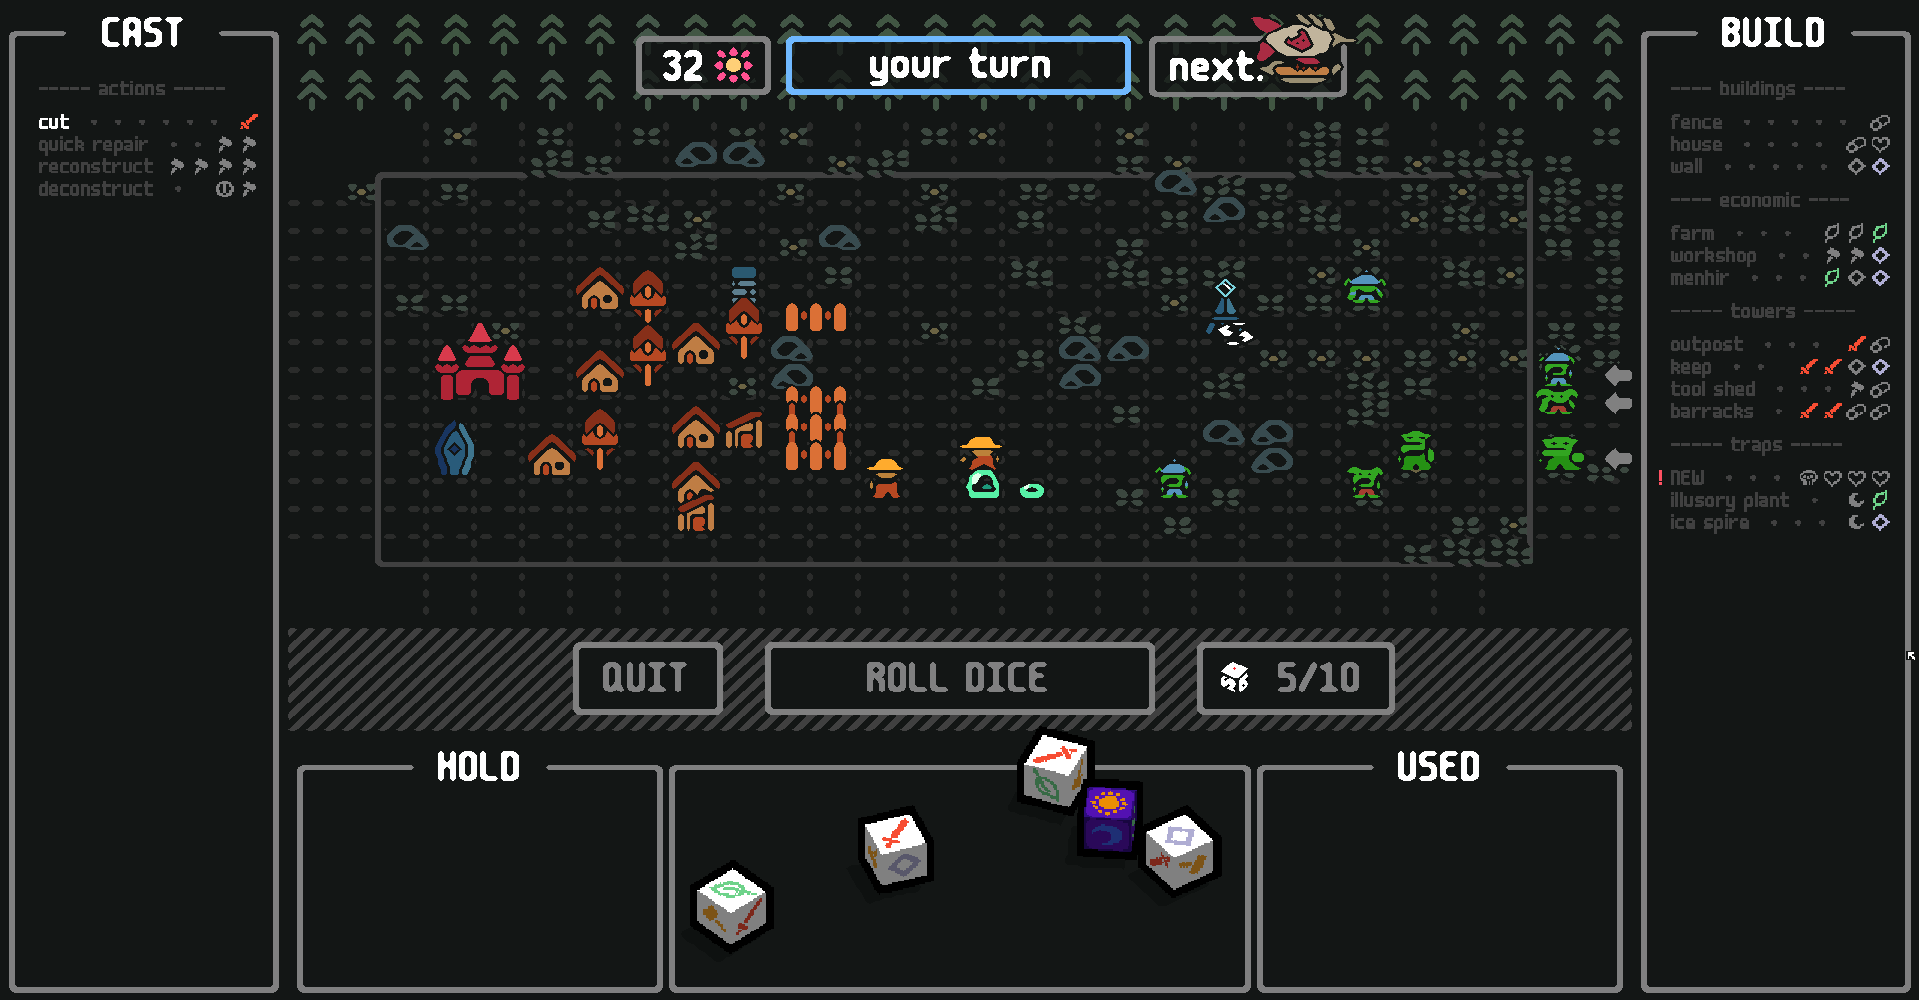 CAST
actions
cut
quick repair
reconstruct
deconstruct
32
your turn
next.
BUILD
buildings
fence
house
wall
economic
farm
workshop
menhir
towers
outpost
keep
tool shed
barracks
traps
! NEW
illusory plant
ice spire
QUIT
ROLL DICE
5/10
HOLD
USED